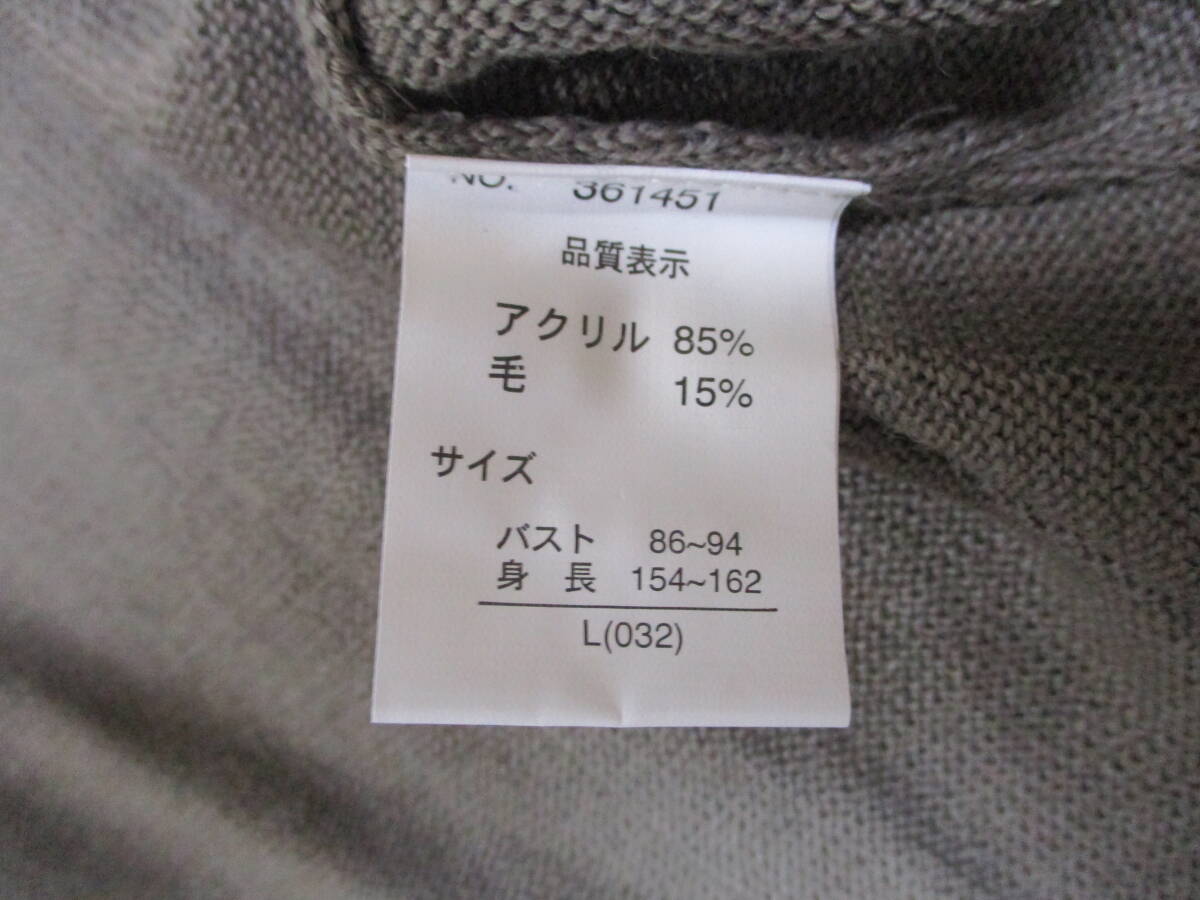 NO. 361451
品質表示
アクリル 85%
毛 15%
サイズ
バスト 86~94
身 長 154~162
L(032)